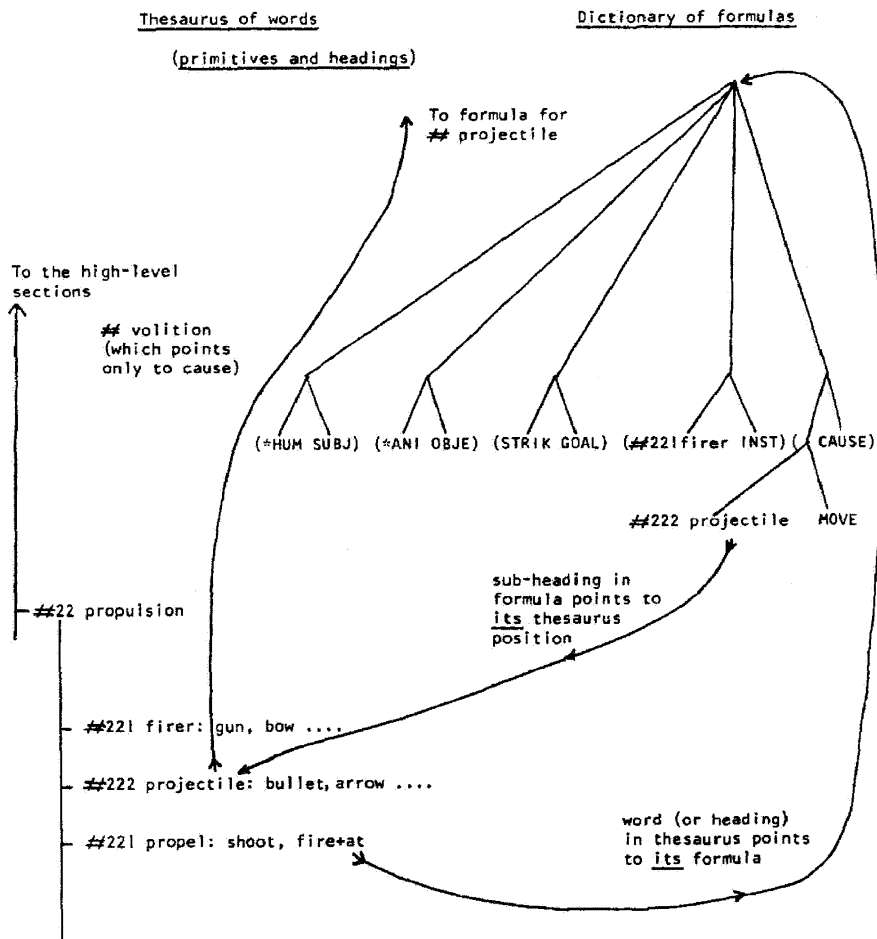 Thesaurus of words
Dictionary of formulas
(primitives and headings)
To formula for
## projectile
To the high-level
sections
## volition
(which points
only to cause)
(*HUM SUBJ) (*ANI OBJE) (STRIK GOAL) (##221firer INST) ( CAUSE)
##222 projectile MOVE
sub-heading in
formula points to
its thesaurus
position
##22 propulsion
##221 firer: gun, bow ....
##222 projectile: bullet, arrow ....
##221 propel: shoot, fire+at
word (or heading)
in thesaurus points
to its formula